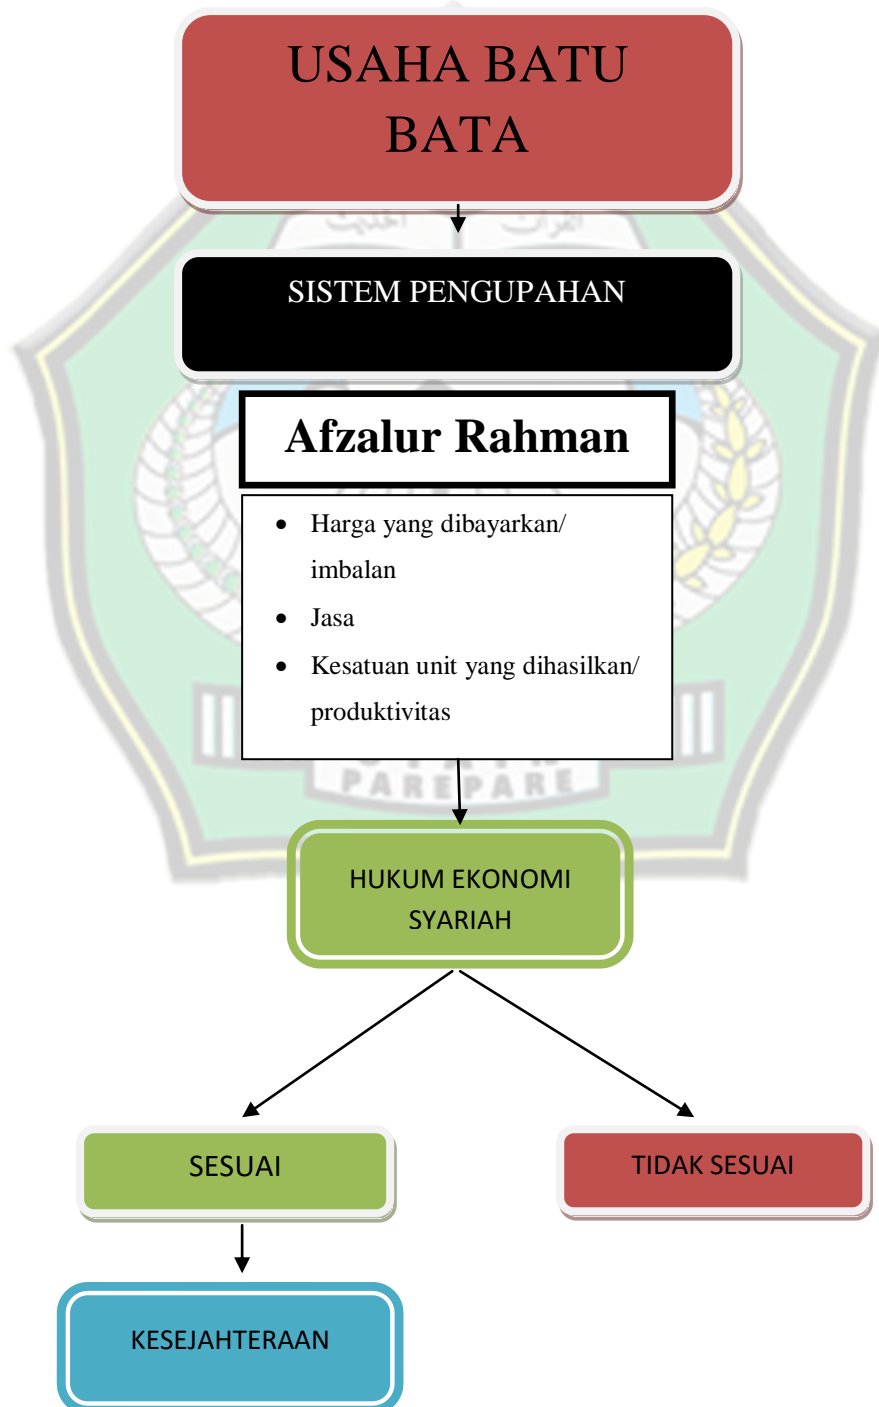 USAHA BATU
BATA
SISTEM PENGUPAHAN
Afzalur Rahman
• Harga yang dibayarkan/
imbalan
• Jasa
• Kesatuan unit yang dihasilkan/
produktivitas
PAREPARE
HUKUM EKONOMI
SYARIAH
SESUAI
TIDAK SESUAI
KESEJAHTERAAN